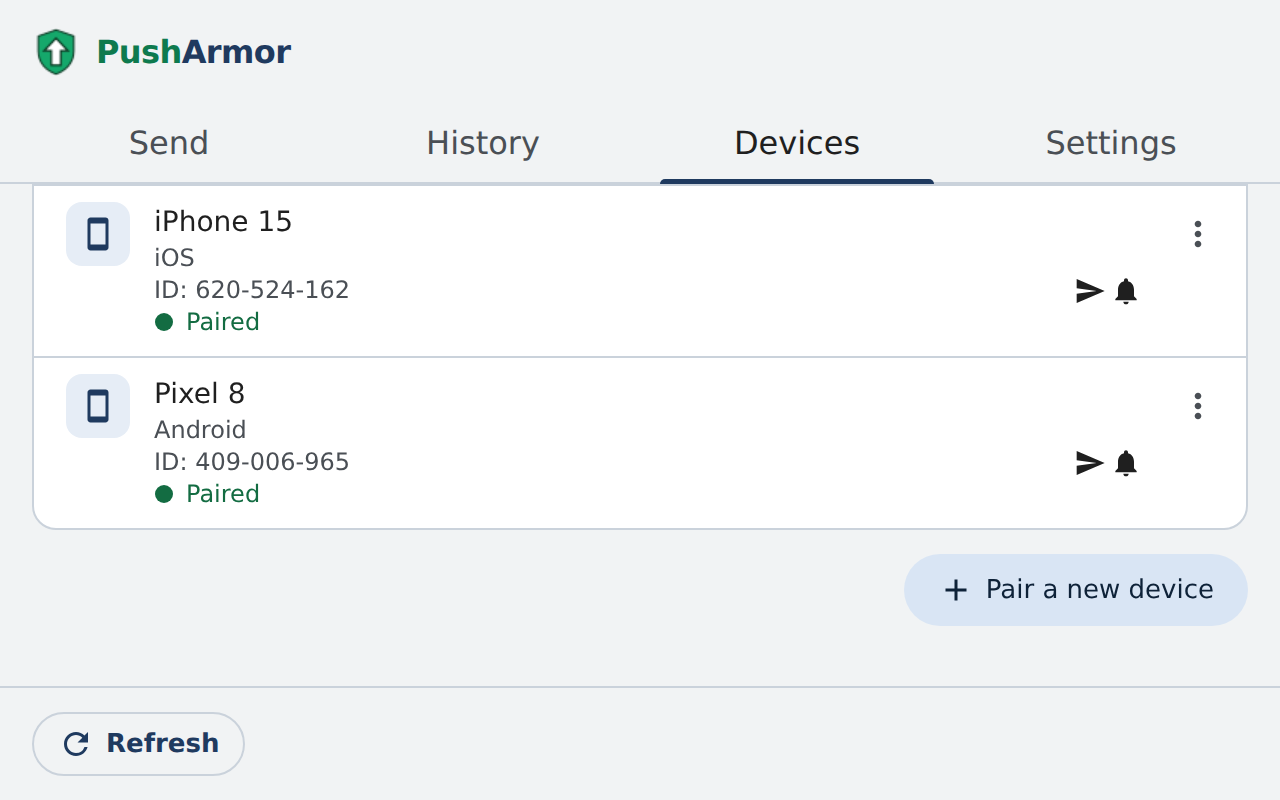 PushArmor
Send
History
Devices
Settings
iPhone 15
iOS
ID: 620-524-162
Paired
Pixel 8
Android
ID: 409-006-965
Paired
Pair a new device
Refresh